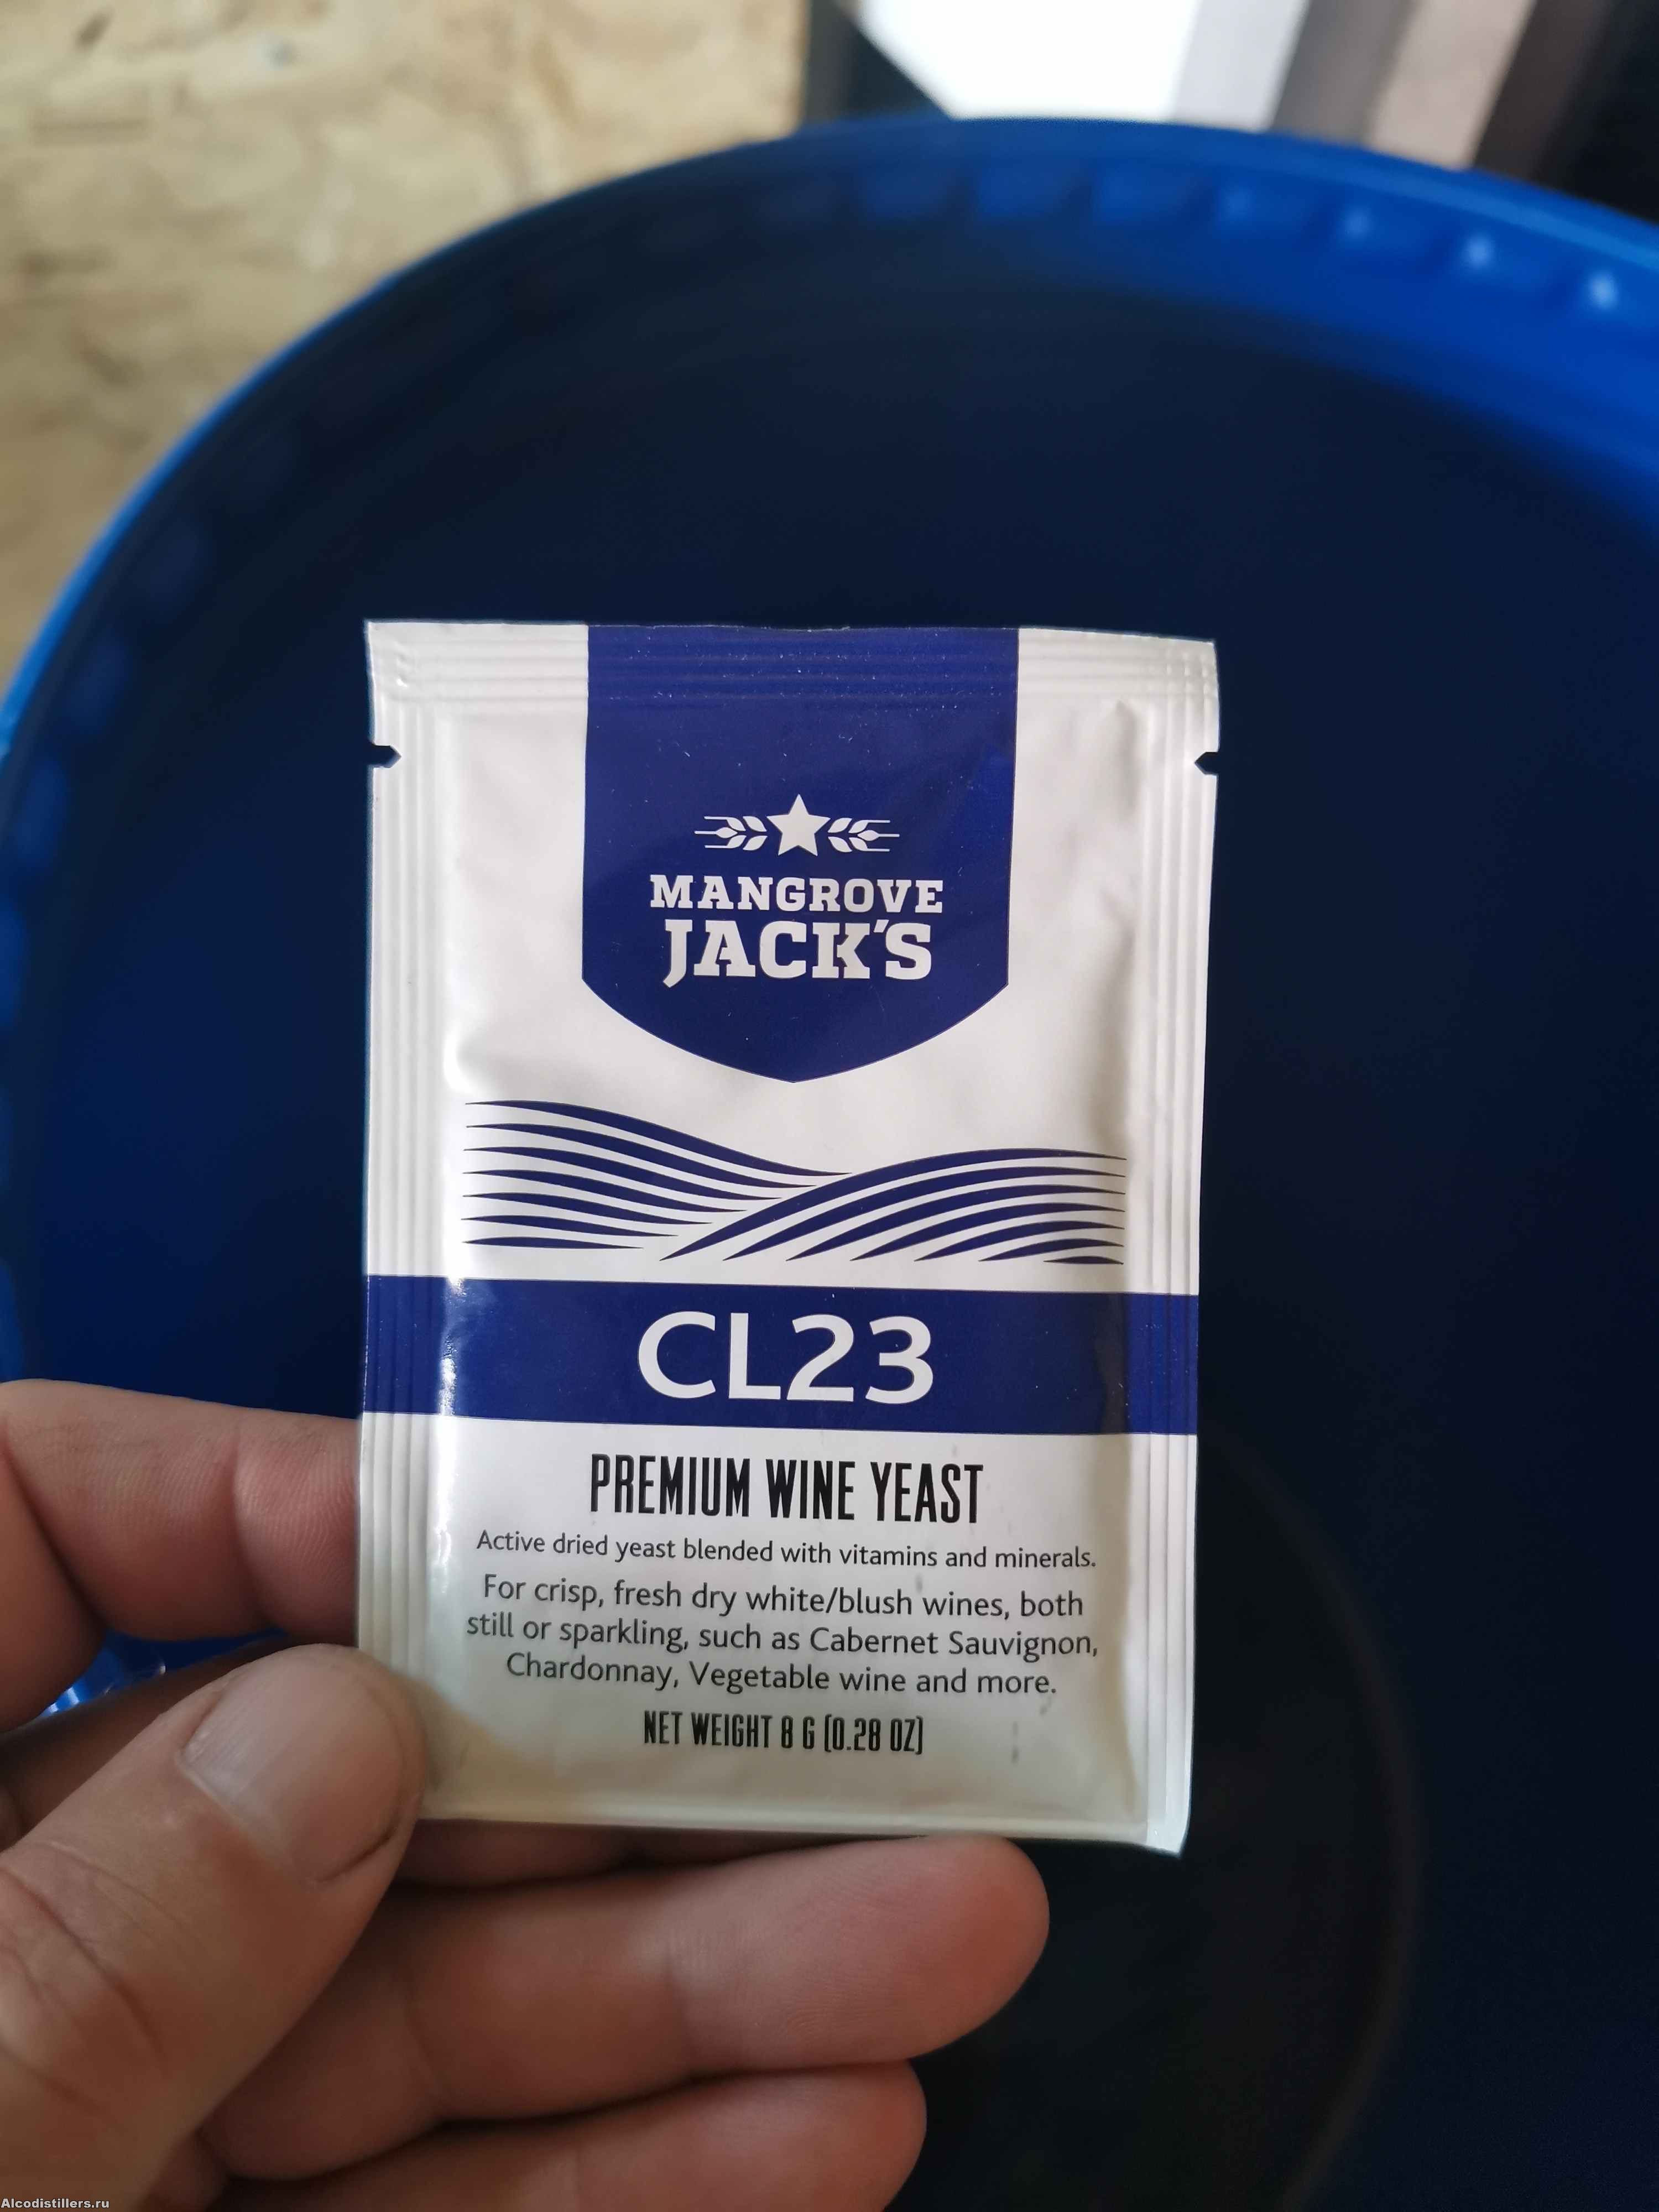 MANGROVE
JACK'S
CL23
PREMIUM WINE YEAST
Active dried yeast blended with vitamins and minerals.
For crisp, fresh dry white/blush wines, both
still or sparkling, such as Cabernet Sauvignon,
Chardonnay, Vegetable wine and more.
NET WEIGHT 8 G (0.28 OZ)
Alcodistillers.ru